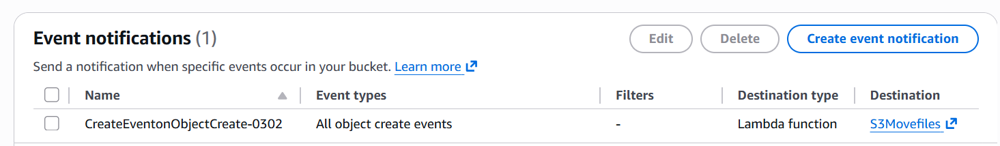 Event notifications (1)
Edit
Delete
Create event notification
Send a notification when specific events occur in your bucket. Learn more
Name
Event types
Filters
Destination type
Destination
CreateEventonObjectCreate-0302
All object create events
-
Lambda function
S3Movefiles